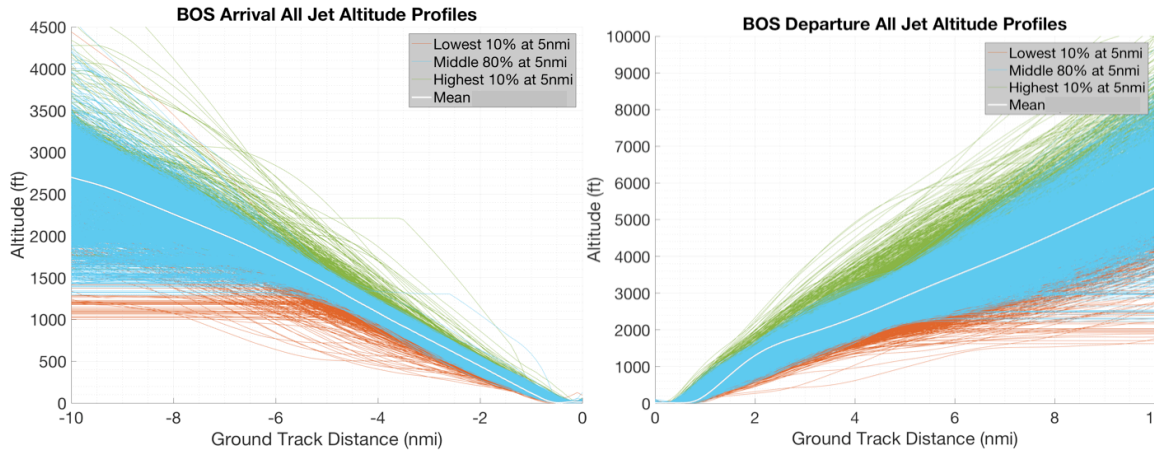 BOS Arrival All Jet Altitude Profiles
4500
4000
3500
3000
2500
2000
1500
1000
500
0
Altitude (ft)
-10
-8
-6
-4
-2
0
Ground Track Distance (nmi)
Lowest 10% at 5nmi
Middle 80% at 5nmi
Highest 10% at 5nmi
Mean
BOS Departure All Jet Altitude Profiles
10000
9000
8000
7000
6000
5000
4000
3000
2000
1000
0
Altitude (ft)
0
2
4
6
8
Ground Track Distance (nmi)
Lowest 10% at 5nmi
Middle 80% at 5nmi
Highest 10% at 5nmi
Mean